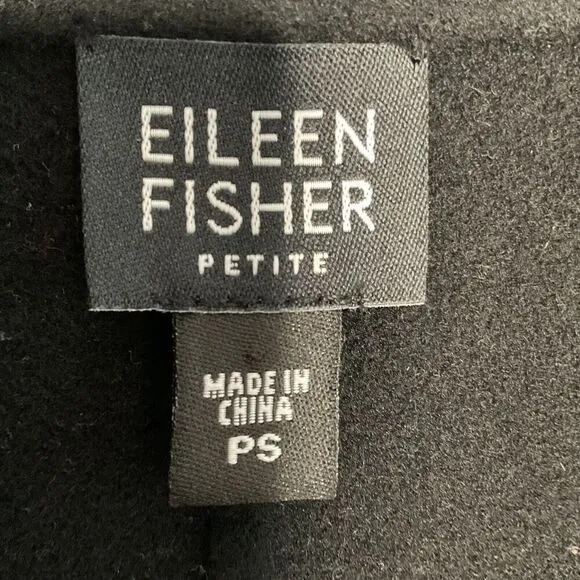 EILEEN
FISHER
PETITE
MADE IN
CHINA
PS